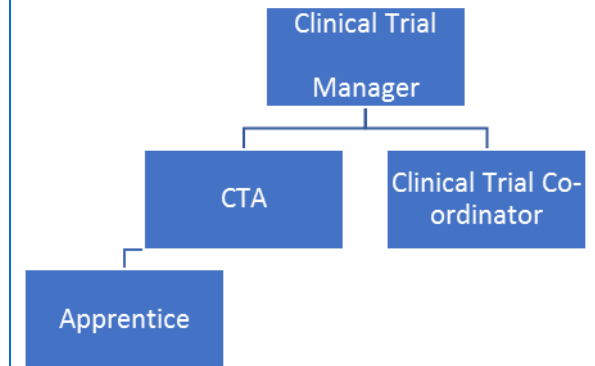 Clinical Trial
Manager
CTA
Clinical Trial Co-
ordinator
Apprentice